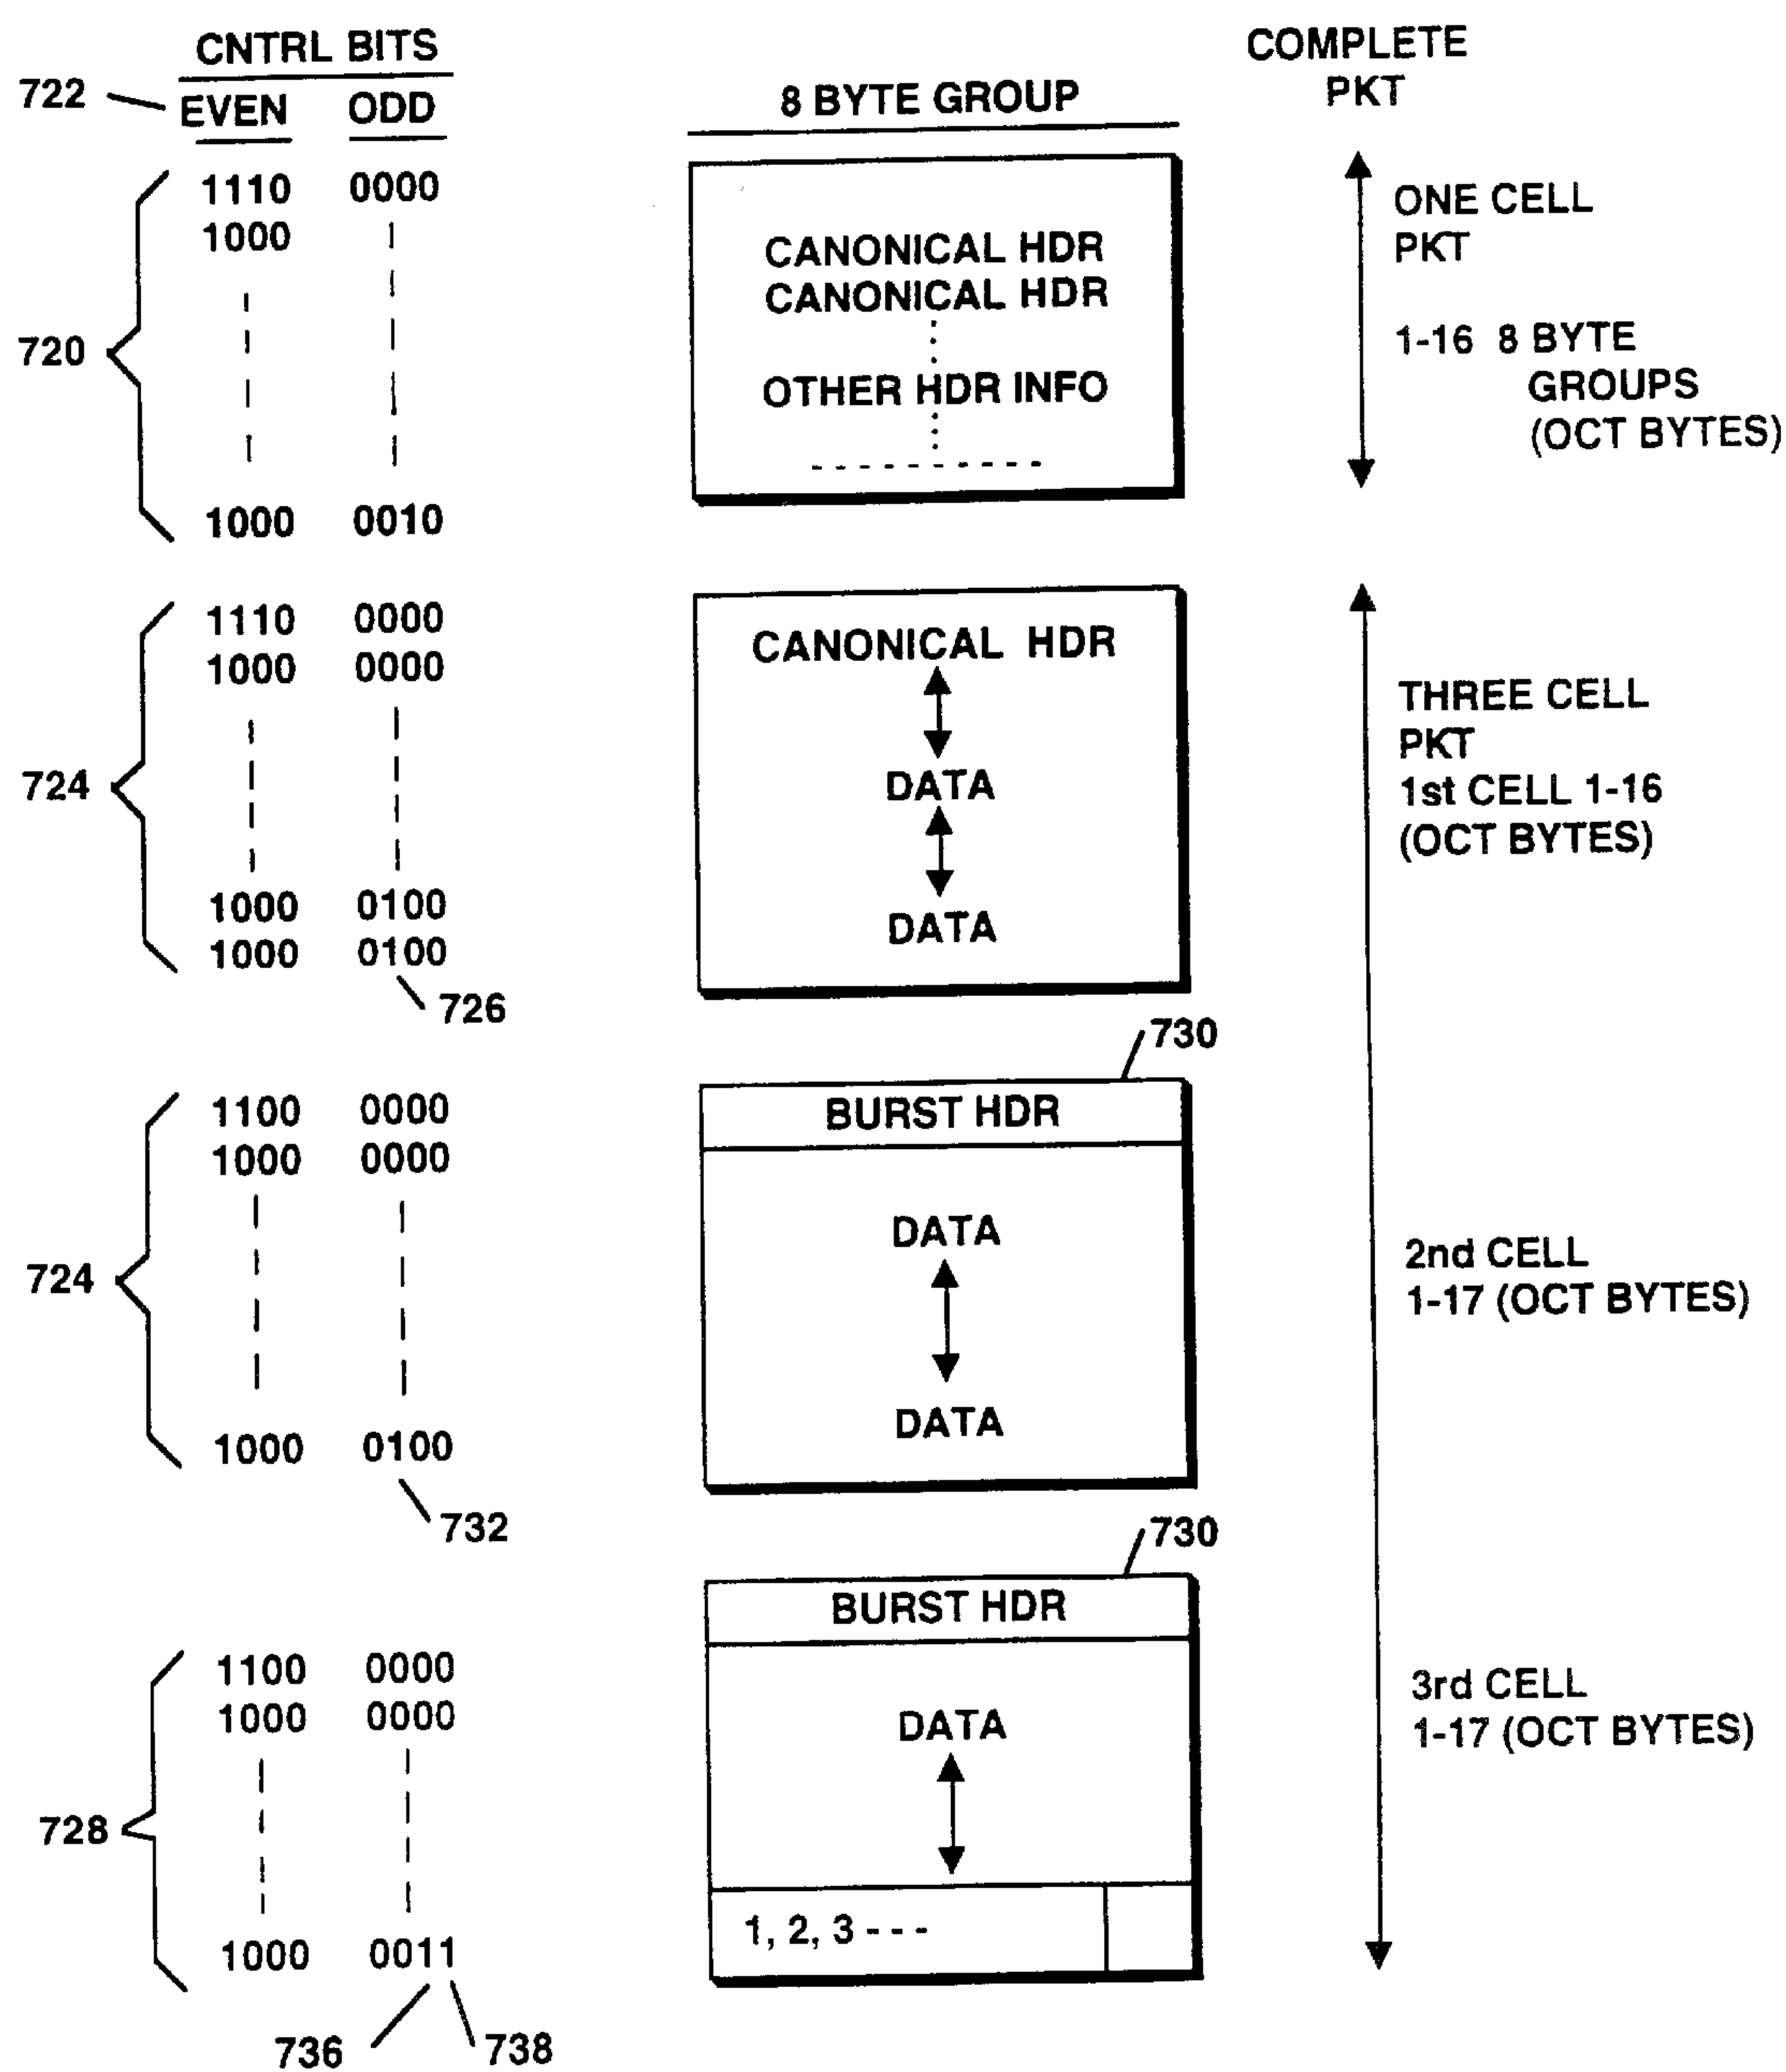 CNTRL BITS
722 EVEN ODD
8 BYTE GROUP
COMPLETE
PKT
720
1110 0000
1000
1000 0010
CANONICAL HDR
CANONICAL HDR
OTHER HDR INFO
ONE CELL
PKT
1-16 8 BYTE
GROUPS
(OCT BYTES)
724
1110 0000
1000 0000
1000 0100
1000 0100
726
CANONICAL HDR
DATA
DATA
THREE CELL
PKT
1st CELL 1-16
(OCT BYTES)
724
1100 0000
1000 0000
1000 0100
732
730
BURST HDR
DATA
DATA
2nd CELL
1-17 (OCT BYTES)
728
1100 0000
1000 0000
1000 0011
736 738
730
BURST HDR
DATA
1, 2, 3 - - -
3rd CELL
1-17 (OCT BYTES)